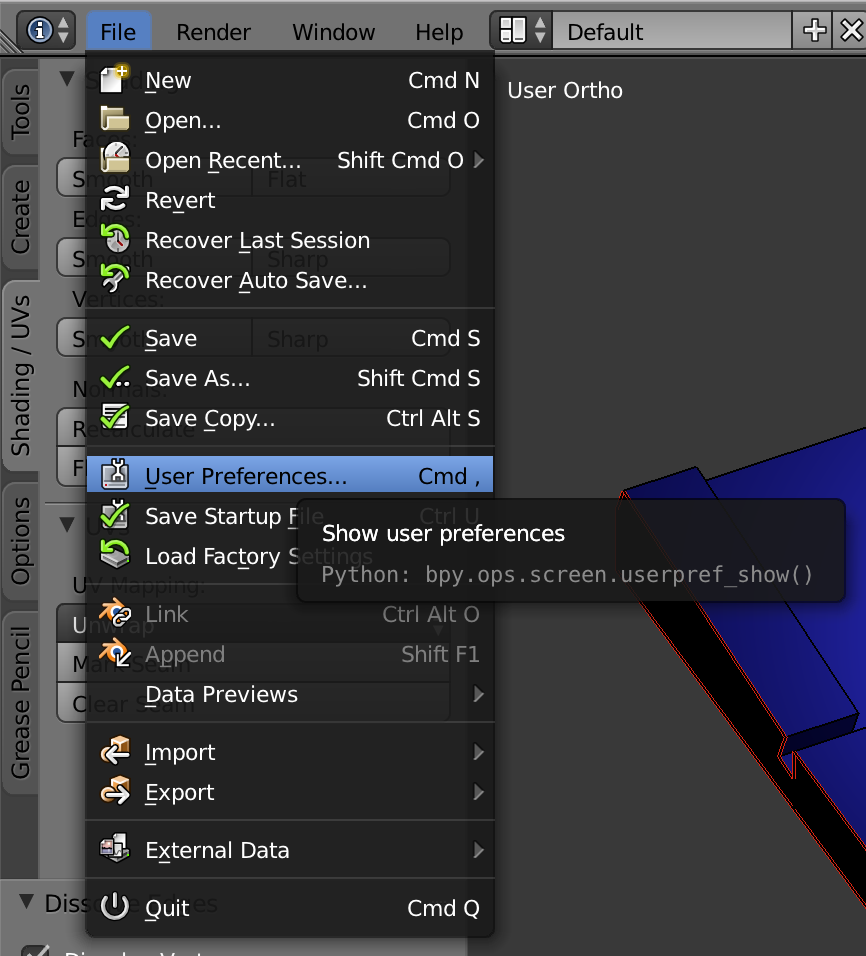 File Render Window Help Default
User Ortho
New Cmd N
Open... Cmd O
Open Recent... Shift Cmd O
Revert
Recover Last Session
Recover Auto Save...
Save Cmd S
Save As... Shift Cmd S
Save Copy... Ctrl Alt S
User Preferences... Cmd ,
Save Startup File Ctrl U
Load Factory Settings
Show user preferences
Python: bpy.ops.screen.userpref_show()
Link Ctrl Alt O
Append Shift F1
Data Previews
Import
Export
External Data
Quit Cmd Q
Tools
Create
Shading / UVs
Options
Grease Pencil
Smooth Flat
Edges:
Smooth Sharp
Vertices:
Smooth Sharp
Normals:
Recalculate
UV Mapping:
Unwrap
Mark Seam
Clear Seam
Dissolve Edges